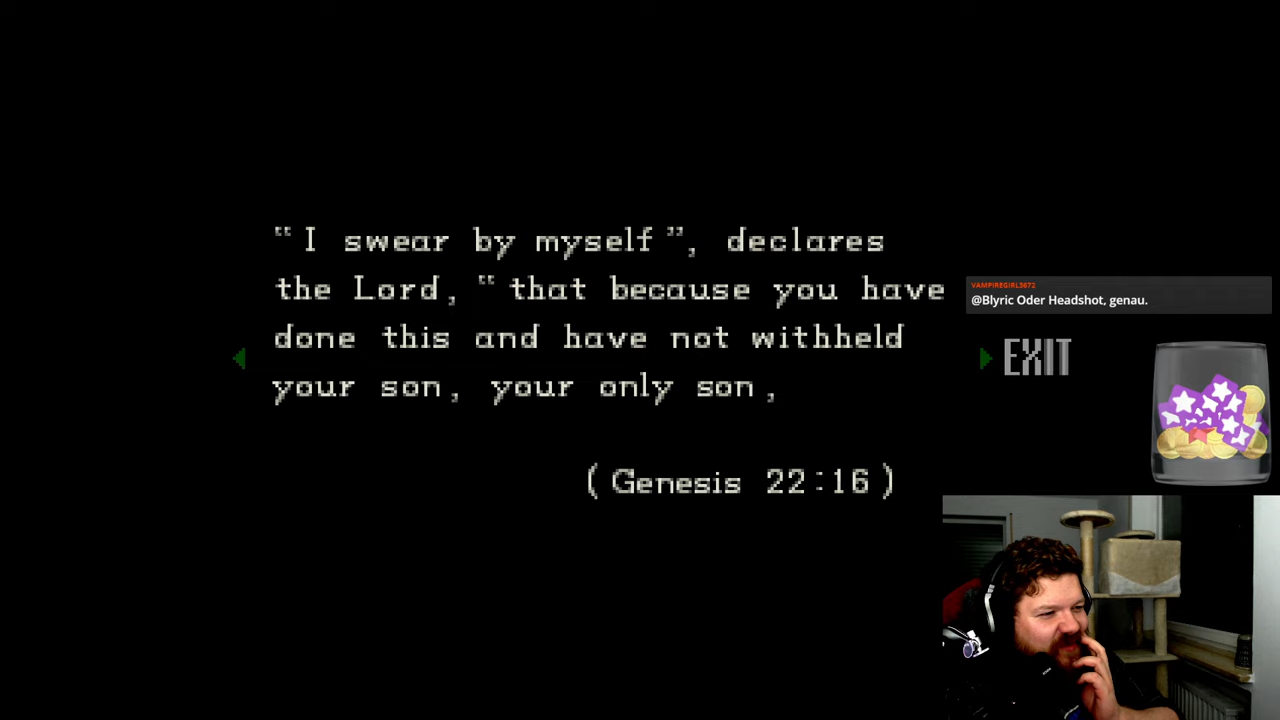 “I swear by myself”, declares
the Lord, “that because you have
done this and have not withheld
your son, your only son,
(Genesis 22:16)
VAMPIREGIRL3672
@Blyric Oder Headshot, genau.
EXIT